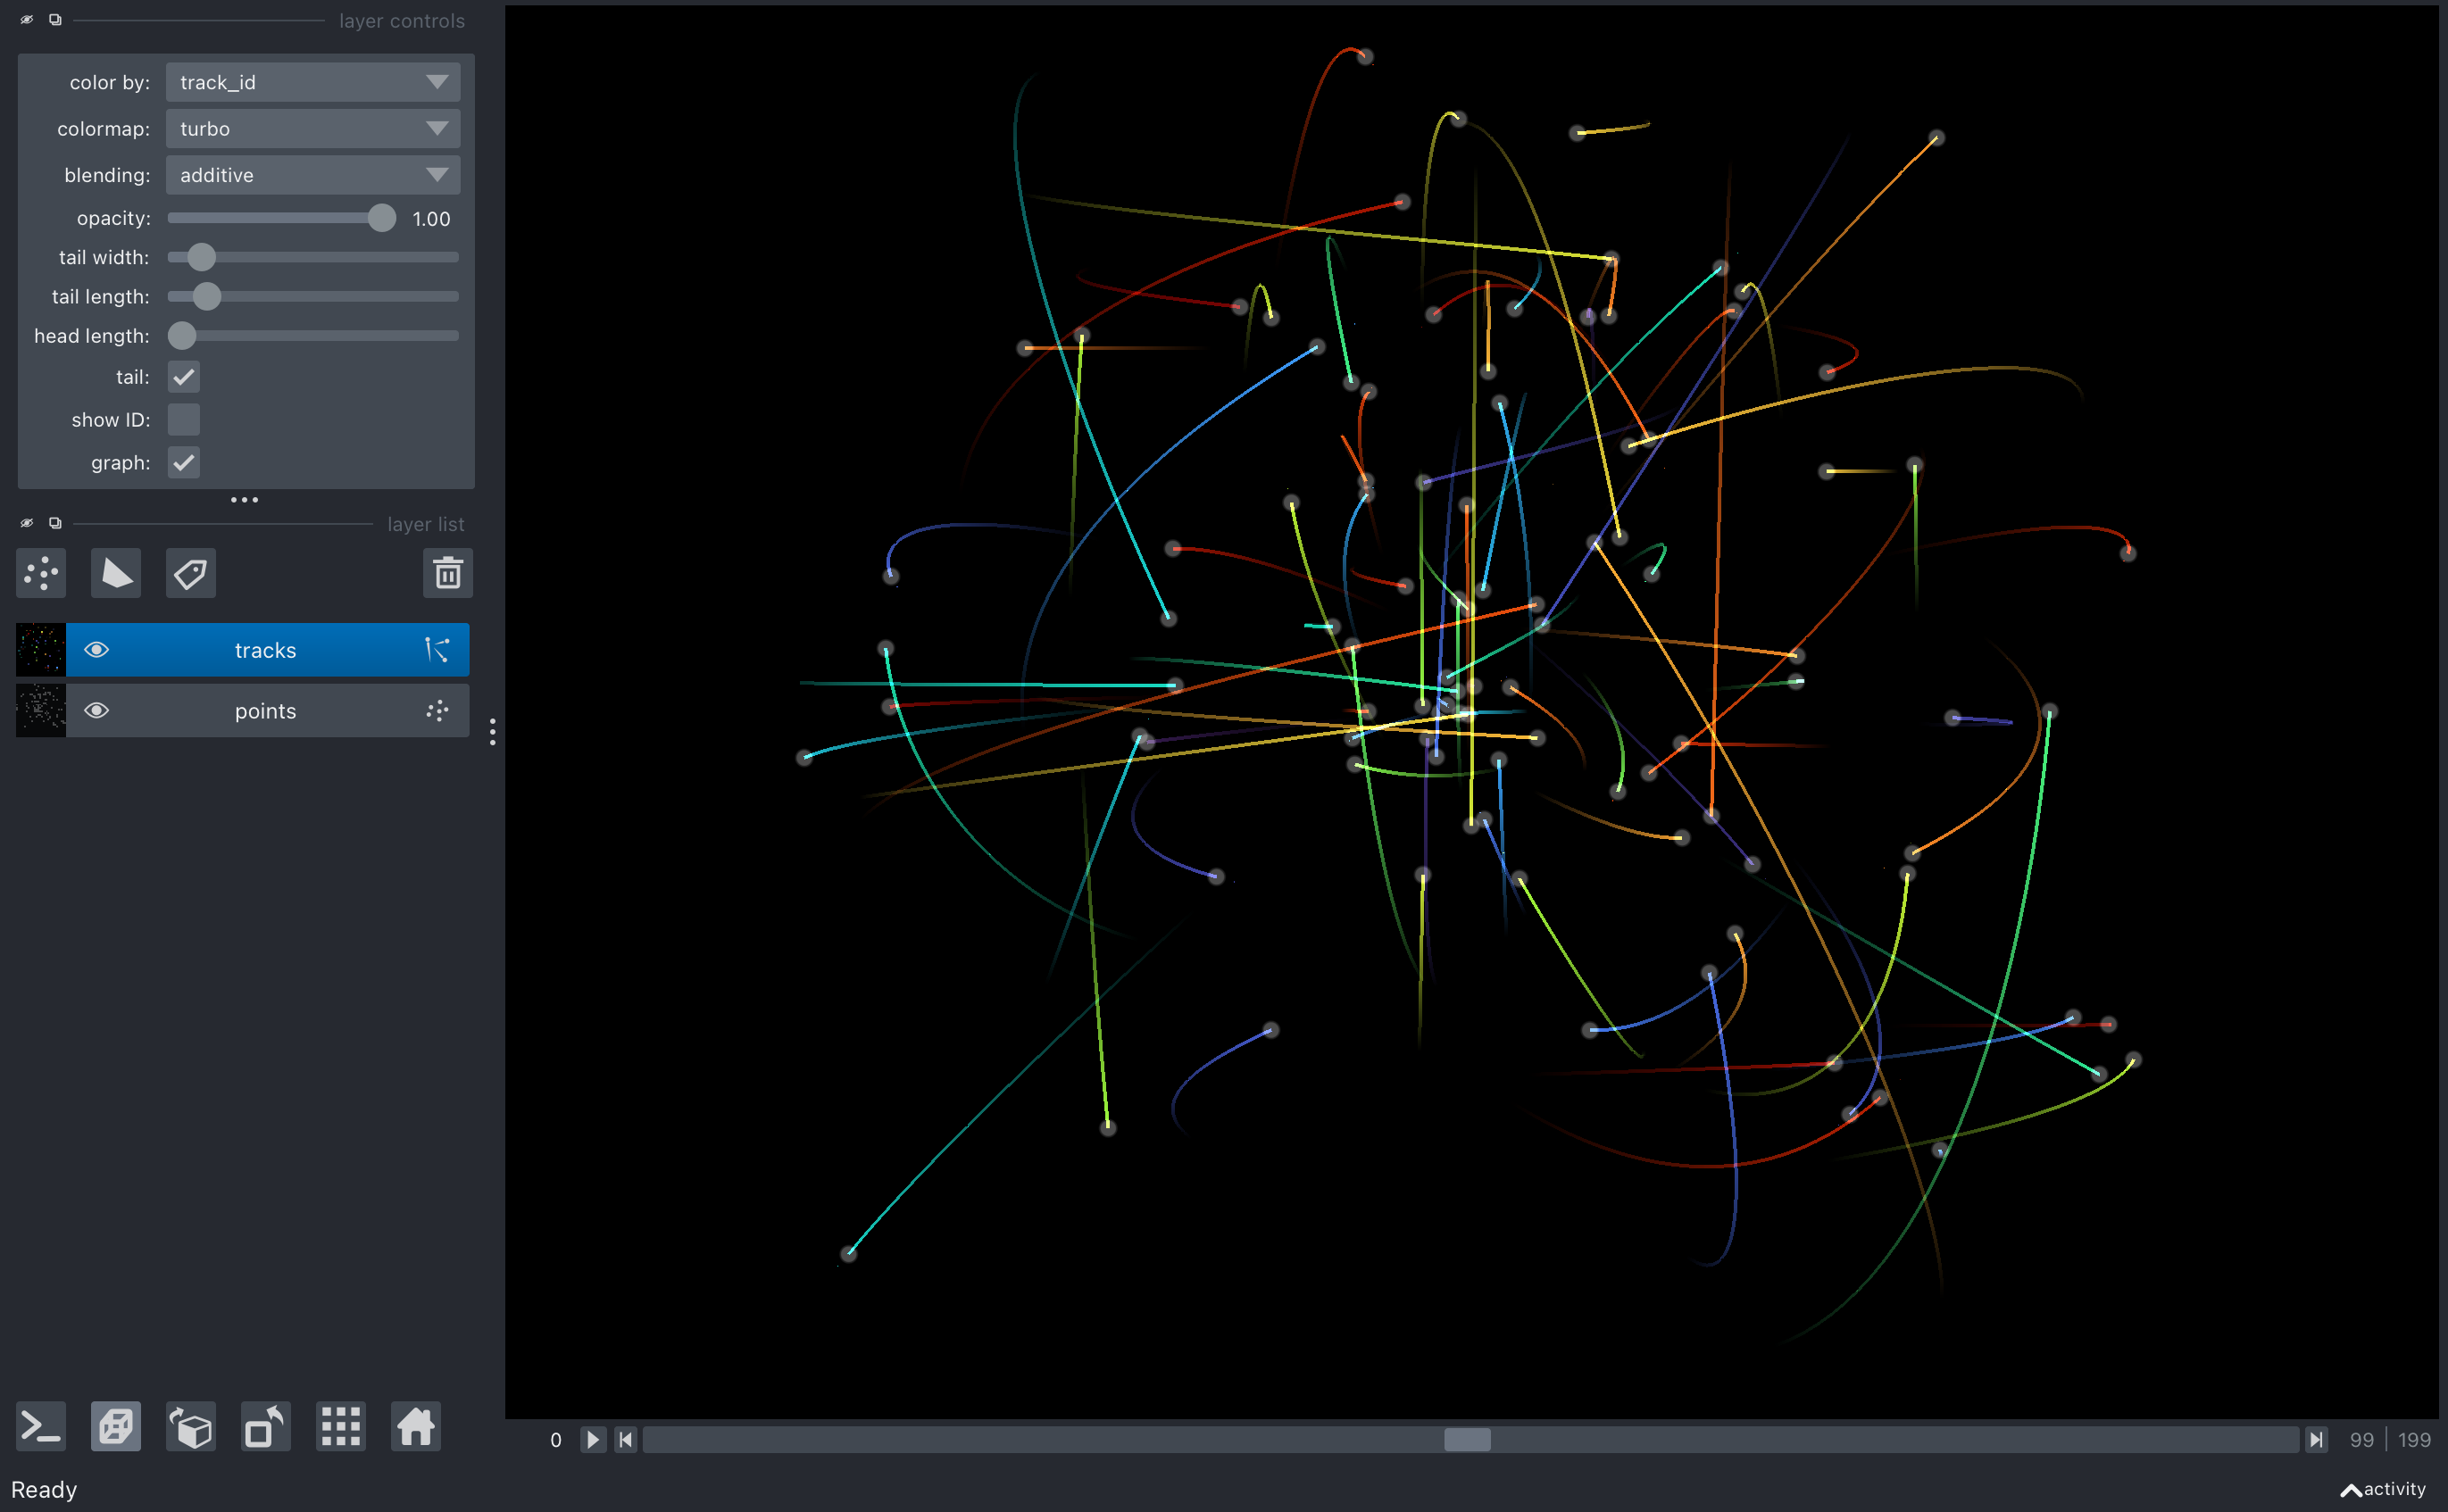 layer controls
color by: track_id
colormap: turbo
blending: additive
opacity: 1.00
tail width:
tail length:
head length:
tail:
show ID:
graph:
layer list
tracks
points
0 99 199
Ready
activity